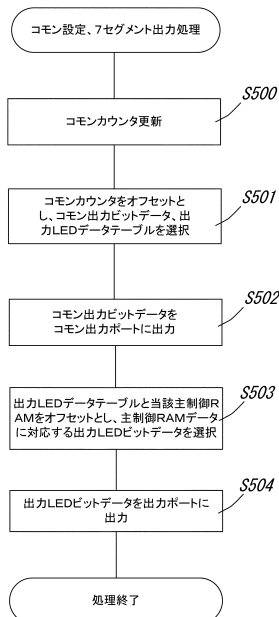 コモン設定、7セグメント出力処理
S500
コモンカウンタ更新
S501
コモンカウンタをオフセットと
し、コモン出力ビットデータ、出
力LEDデータテーブルを選択
S502
コモン出力ビットデータを
コモン出力ポートに出力
S503
出力LEDデータテーブルと当該主制御R
AMをオフセットとし、主制御RAMデータ
に対応する出力LEDビットデータを選択
S504
出力LEDビットデータを出力ポートに
出力
処理終了